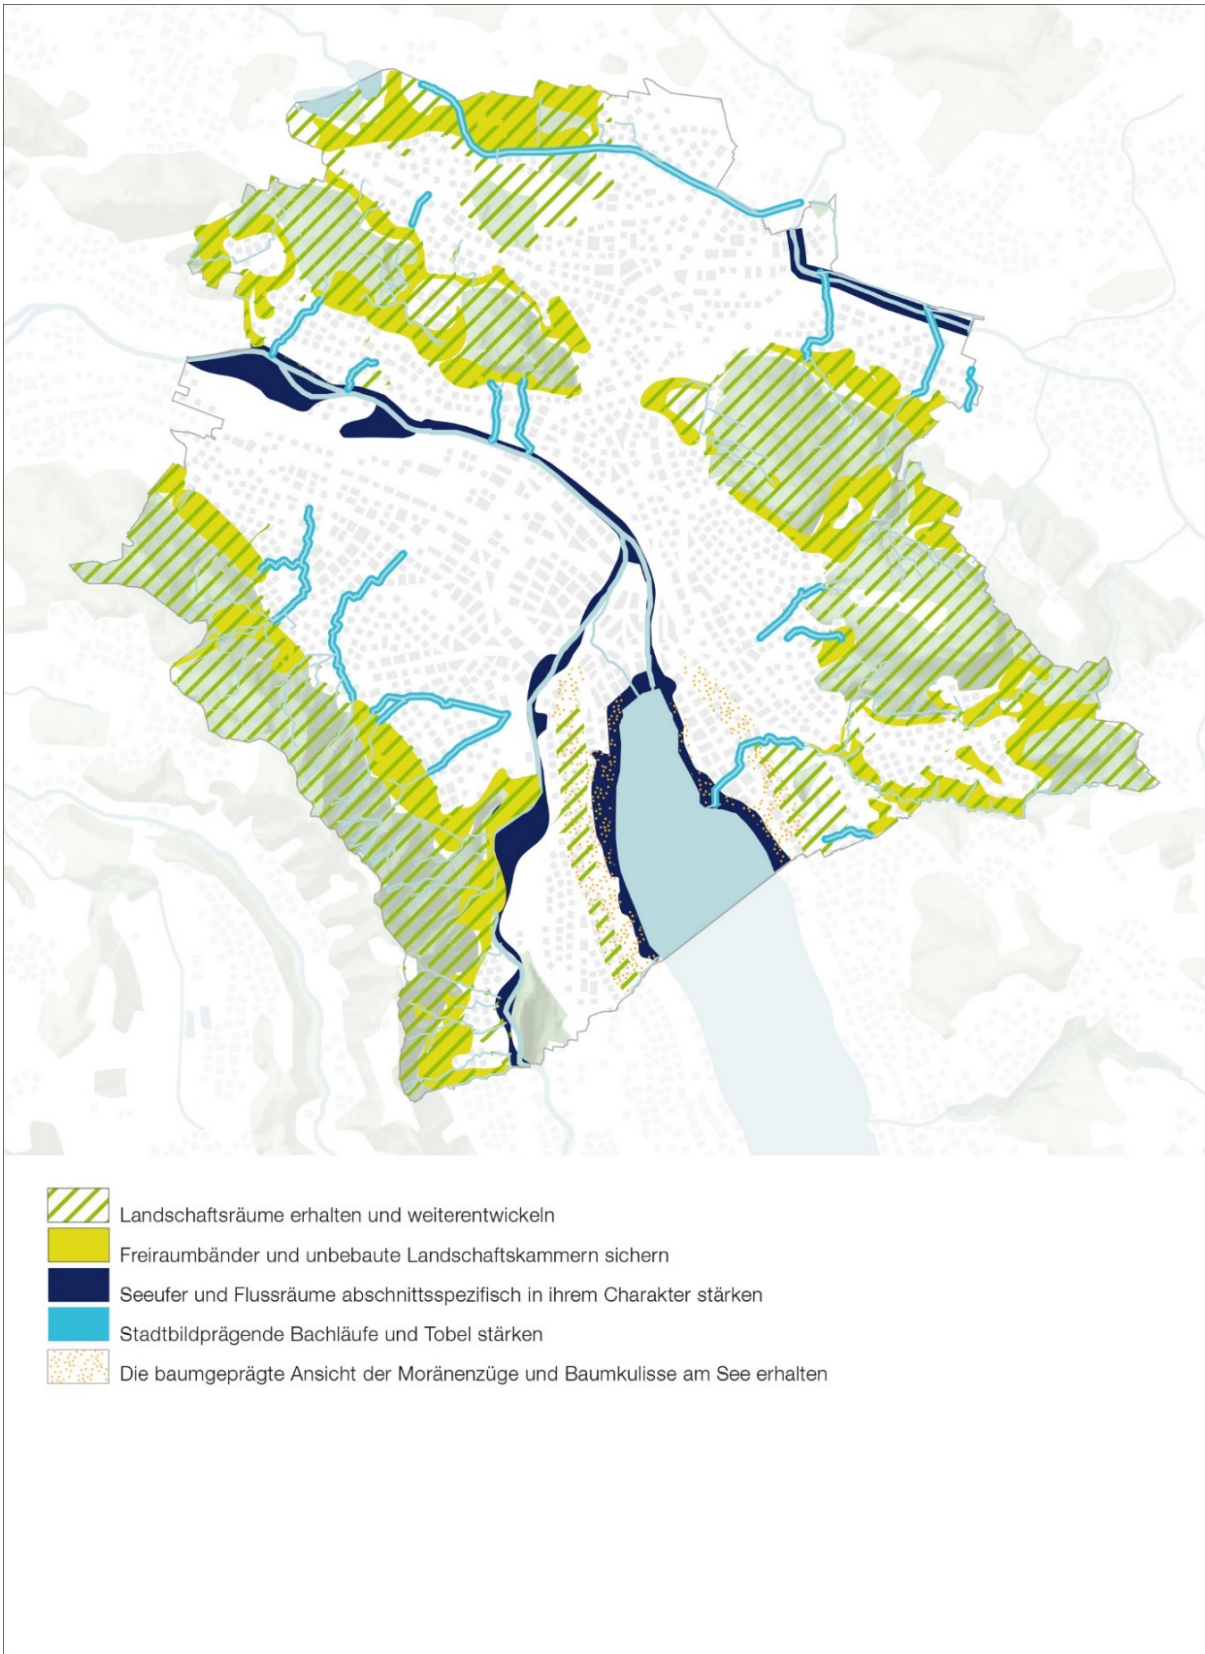 Landschaftsräume erhalten und weiterentwickeln
Freiraumbänder und unbebaute Landschaftskammern sichern
Seeufer und Flussräume abschnittsspezifisch in ihrem Charakter stärken
Stadtbildprägende Bachläufe und Tobel stärken
Die baumgeprägte Ansicht der Moränenzüge und Baumkulisse am See erhalten